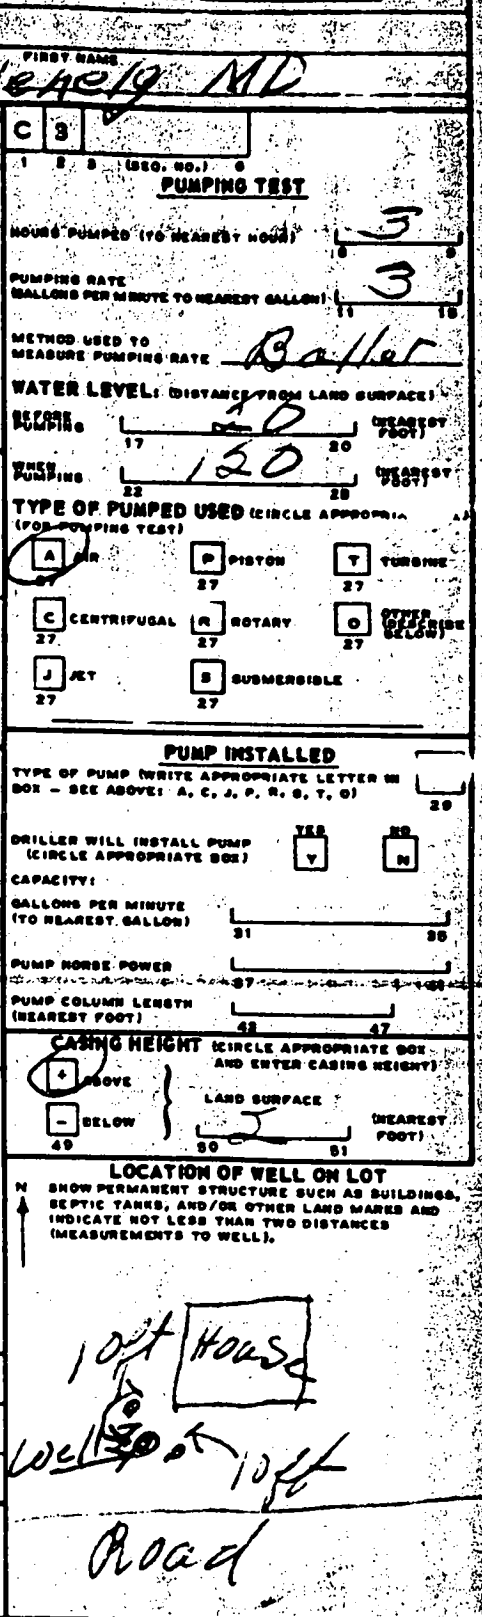 FIRST NAME
MD
C 3
1 2 3 (SEQ. NO.) 6
PUMPING TEST
HOURS PUMPED (TO NEAREST HOUR) 3
8 9
PUMPING RATE
(GALLONS PER MINUTE TO NEAREST GALLON) 3
11 15
METHOD USED TO
MEASURE PUMPING RATE Bailer
WATER LEVEL: (DISTANCE FROM LAND SURFACE)
BEFORE
PUMPING 20 (NEAREST
FOOT)
17 20
WHEN
PUMPING 120 (NEAREST
FOOT)
22 25
TYPE OF PUMPED USED (CIRCLE APPROPRIA
(FOR PUMPING TEST)
A AIR P PISTON T TURBINE
27 27 27
C CENTRIFUGAL R ROTARY O OTHER
(DESCRIBE
BELOW)
27 27 27
J JET S SUBMERSIBLE
27 27
PUMP INSTALLED
TYPE OF PUMP (WRITE APPROPRIATE LETTER IN
BOX - SEE ABOVE: A, C, J, P, R, S, T, O)
29
DRILLER WILL INSTALL PUMP YES NO
(CIRCLE APPROPRIATE BOX) Y N
CAPACITY:
GALLONS PER MINUTE
(TO NEAREST GALLON)
31 35
PUMP HORSE POWER
37 41
PUMP COLUMN LENGTH
(NEAREST FOOT)
43 47
CASING HEIGHT (CIRCLE APPROPRIATE BOX
AND ENTER CASING HEIGHT)
+ ABOVE
LAND SURFACE
- BELOW (NEAREST
FOOT)
49 50 51
LOCATION OF WELL ON LOT
N SHOW PERMANENT STRUCTURE SUCH AS BUILDINGS,
SEPTIC TANKS, AND/OR OTHER LAND MARKS AND
INDICATE NOT LESS THAN TWO DISTANCES
(MEASUREMENTS TO WELL).
10ft House
Well
10ft
Road